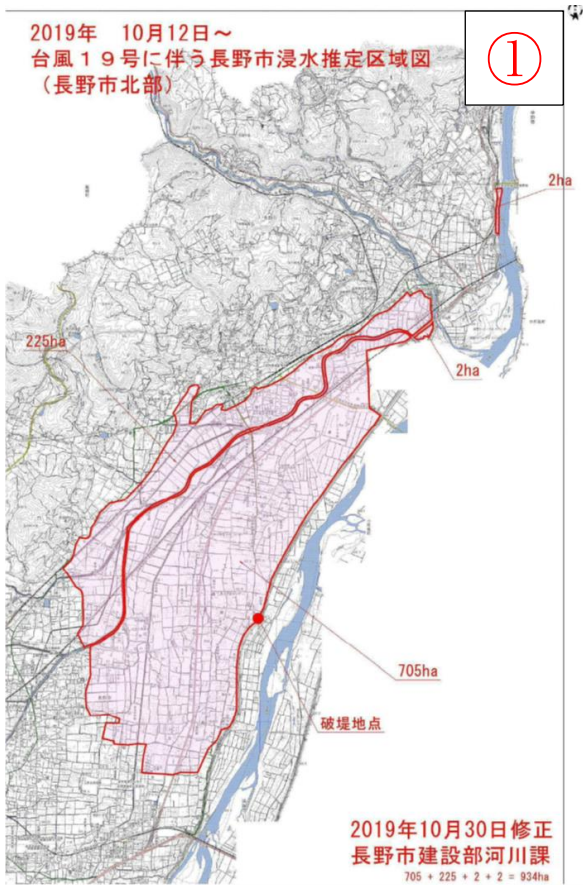 2019年 10月12日～
台風１９号に伴う長野市浸水推定区域図
（長野市北部）
①
2ha
225ha
2ha
705ha
破堤地点
2019年10月30日修正
長野市建設部河川課
705 + 225 + 2 + 2 = 934ha